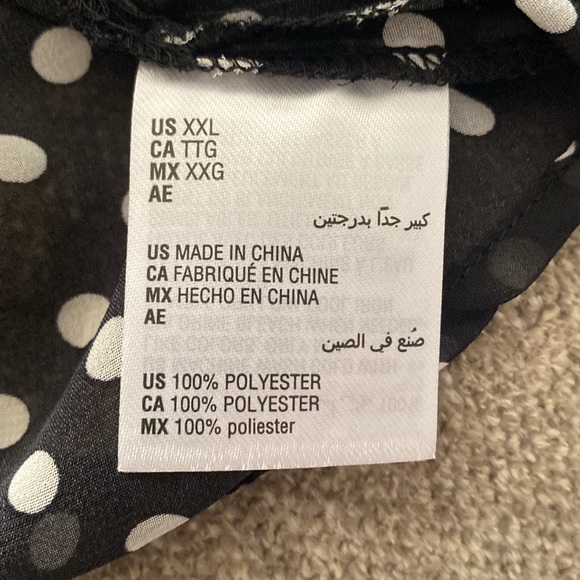 US XXL
CA TTG
MX XXG
AE
كبير جدًا بدرجتين
US MADE IN CHINA
CA FABRIQUÉ EN CHINE
MX HECHO EN CHINA
AE
صُنع في الصين
US 100% POLYESTER
CA 100% POLYESTER
MX 100% poliester